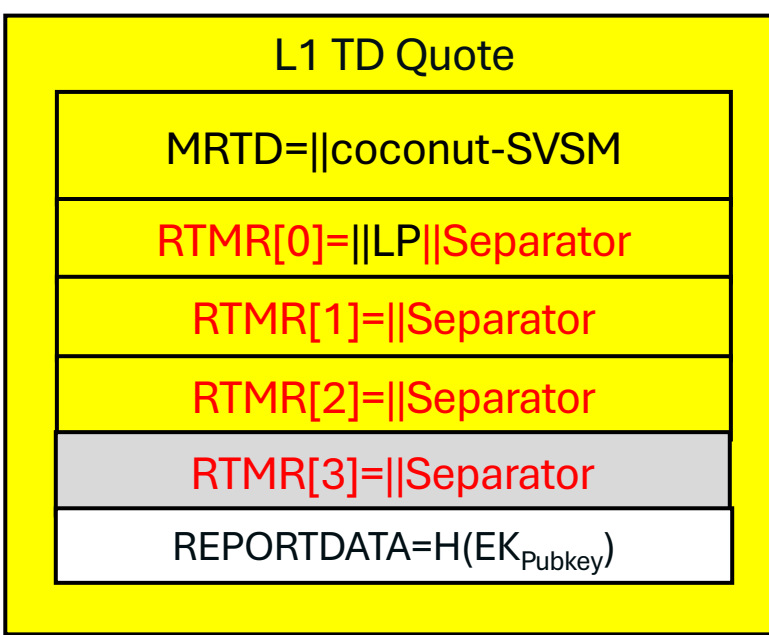 L1 TD Quote
MRTD=||coconut-SVSM
RTMR[0]=||LP||Separator
RTMR[1]=||Separator
RTMR[2]=||Separator
RTMR[3]=||Separator
REPORTDATA=H(EKPubkey)